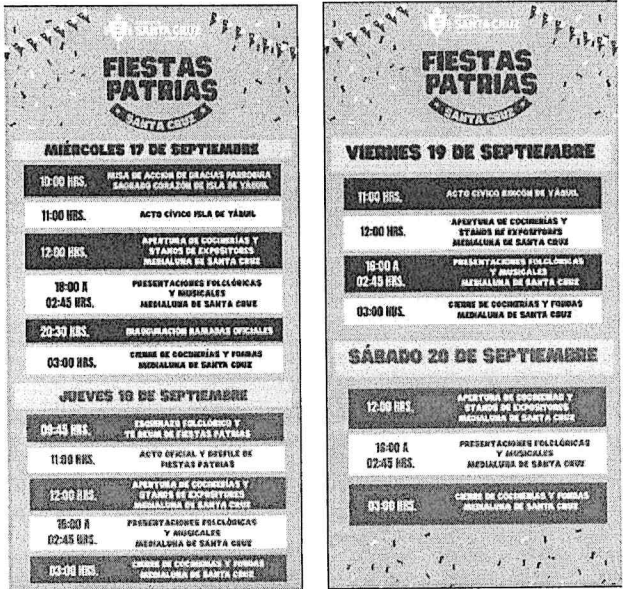 SANTA CRUZ
FIESTAS
PATRIAS
SANTA CRUZ
MIÉRCOLES 17 DE SEPTIEMBRE
10:00 HRS.
MISA DE ACCIÓN DE GRACIAS PARROQUIA
SAGRADO CORAZÓN DE ISLA DE YÁQUIL
11:00 HRS.
ACTO CÍVICO ISLA DE YÁQUIL
12:00 HRS.
APERTURA DE COCINERÍAS Y
STANDS DE EXPOSITORES
MEDIALUNA DE SANTA CRUZ
PRESENTACIONES FOLCLÓRICAS
Y MUSICALES
02:45 HRS.
MEDIALUNA DE SANTA CRUZ
20:30 HRS.
INAUGURACIÓN RAMADAS OFICIALES
03:00 HRS.
CIERRE DE COCINERÍAS Y FONDAS
MEDIALUNA DE SANTA CRUZ
JUEVES 18 DE SEPTIEMBRE
09:45 HRS.
ESQUINAZO FOLCLÓRICO Y
TE DEUM DE FIESTAS PATRIAS
11:00 HRS.
ACTO OFICIAL Y DESFILE DE
FIESTAS PATRIAS
12:00 HRS.
APERTURA DE COCINERÍAS Y
STANDS DE EXPOSITORES
MEDIALUNA DE SANTA CRUZ
PRESENTACIONES FOLCLÓRICAS
Y MUSICALES
02:45 HRS.
MEDIALUNA DE SANTA CRUZ
03:00 HRS.
CIERRE DE COCINERÍAS Y FONDAS
MEDIALUNA DE SANTA CRUZ
SANTA CRUZ
FIESTAS
PATRIAS
SANTA CRUZ
VIERNES 19 DE SEPTIEMBRE
11:00 HRS.
ACTO CÍVICO RINCÓN DE YÁQUIL
12:00 HRS.
APERTURA DE COCINERÍAS Y
STANDS DE EXPOSITORES
MEDIALUNA DE SANTA CRUZ
PRESENTACIONES FOLCLÓRICAS
Y MUSICALES
02:45 HRS.
MEDIALUNA DE SANTA CRUZ
03:00 HRS.
CIERRE DE COCINERÍAS Y FONDAS
MEDIALUNA DE SANTA CRUZ
SÁBADO 20 DE SEPTIEMBRE
12:00 HRS.
APERTURA DE COCINERÍAS Y
STANDS DE EXPOSITORES
MEDIALUNA DE SANTA CRUZ
PRESENTACIONES FOLCLÓRICAS
Y MUSICALES
02:45 HRS.
MEDIALUNA DE SANTA CRUZ
03:00 HRS.
CIERRE DE COCINERÍAS Y FONDAS
MEDIALUNA DE SANTA CRUZ